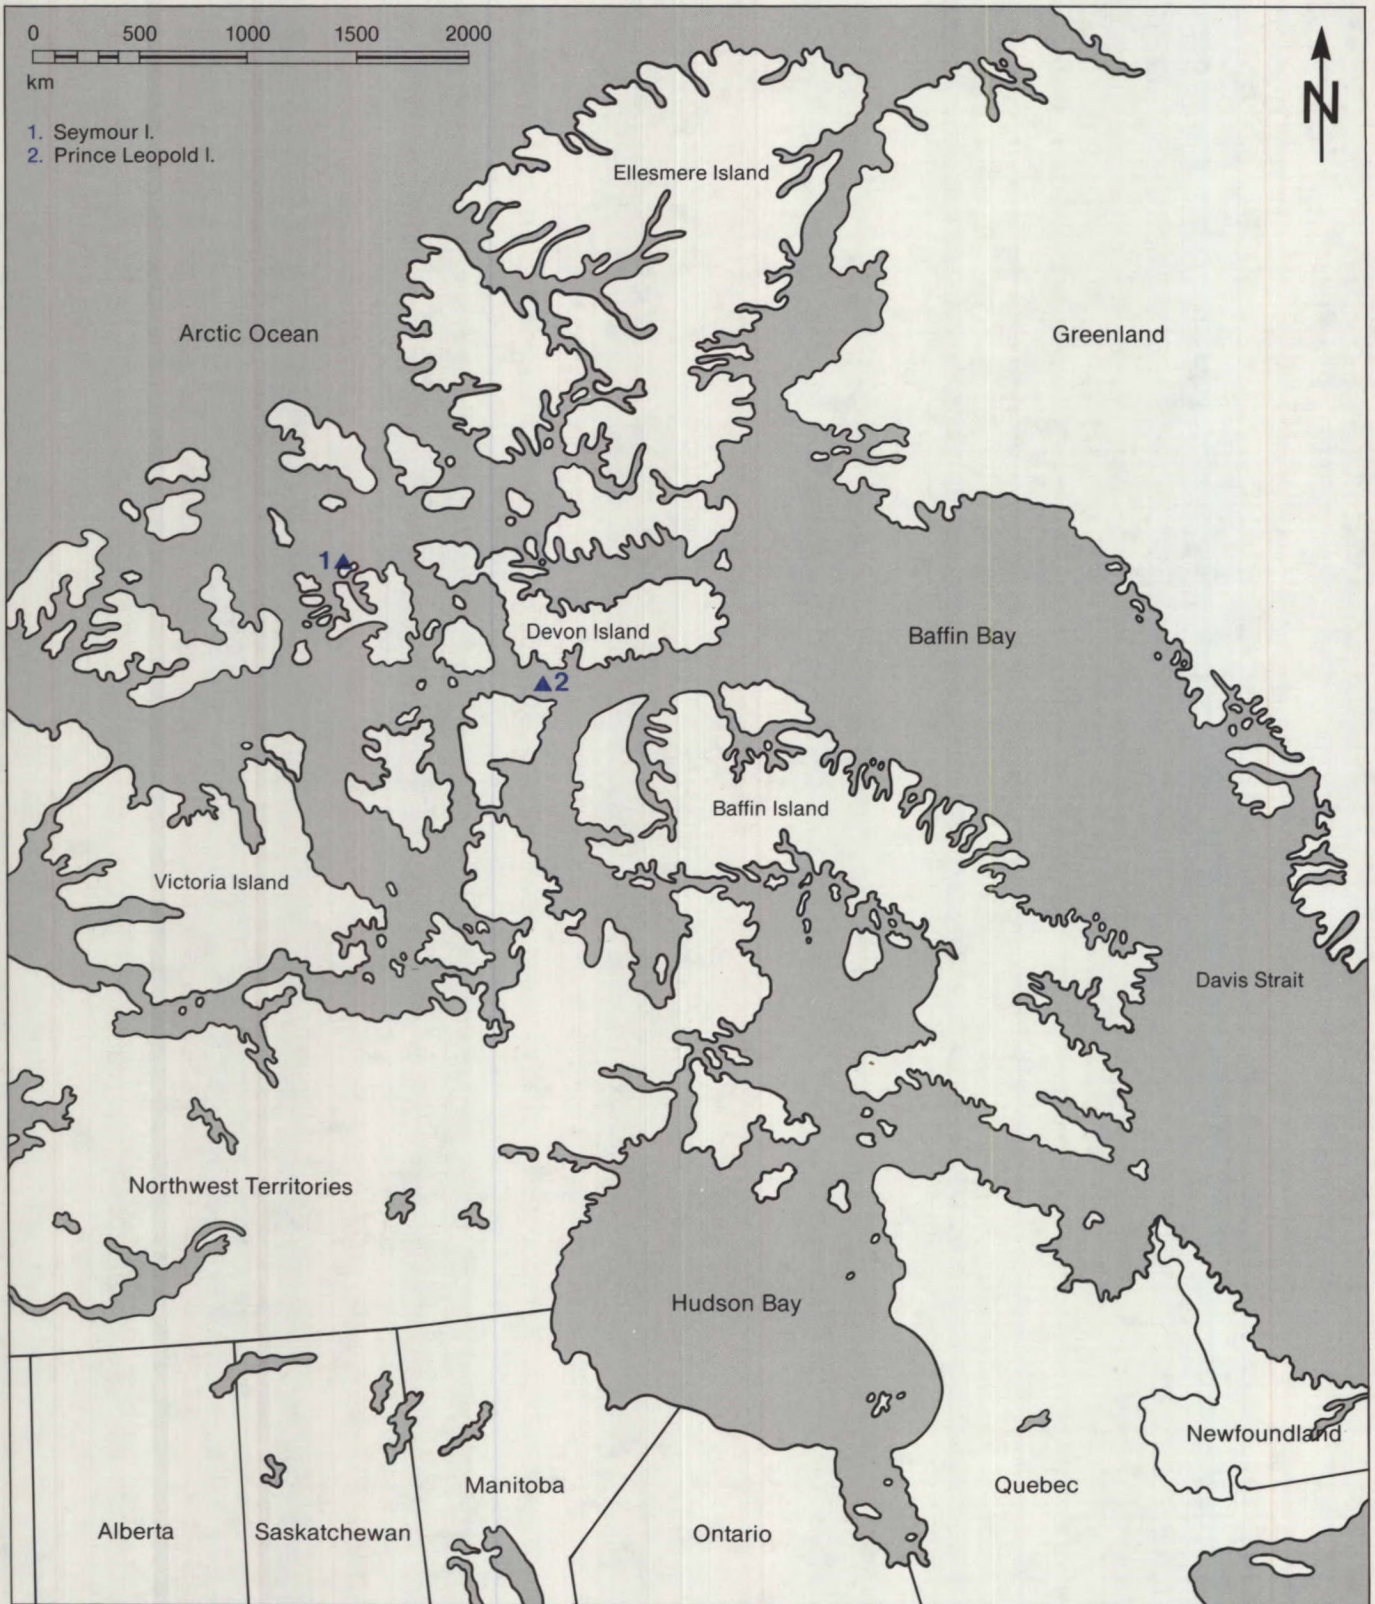 0 500 1000 1500 2000
km
N
1. Seymour I.
2. Prince Leopold I.
Ellesmere Island
Arctic Ocean
Greenland
1
Devon Island
Baffin Bay
2
Baffin Island
Victoria Island
Davis Strait
Northwest Territories
Hudson Bay
Newfoundland
Manitoba
Quebec
Alberta
Saskatchewan
Ontario